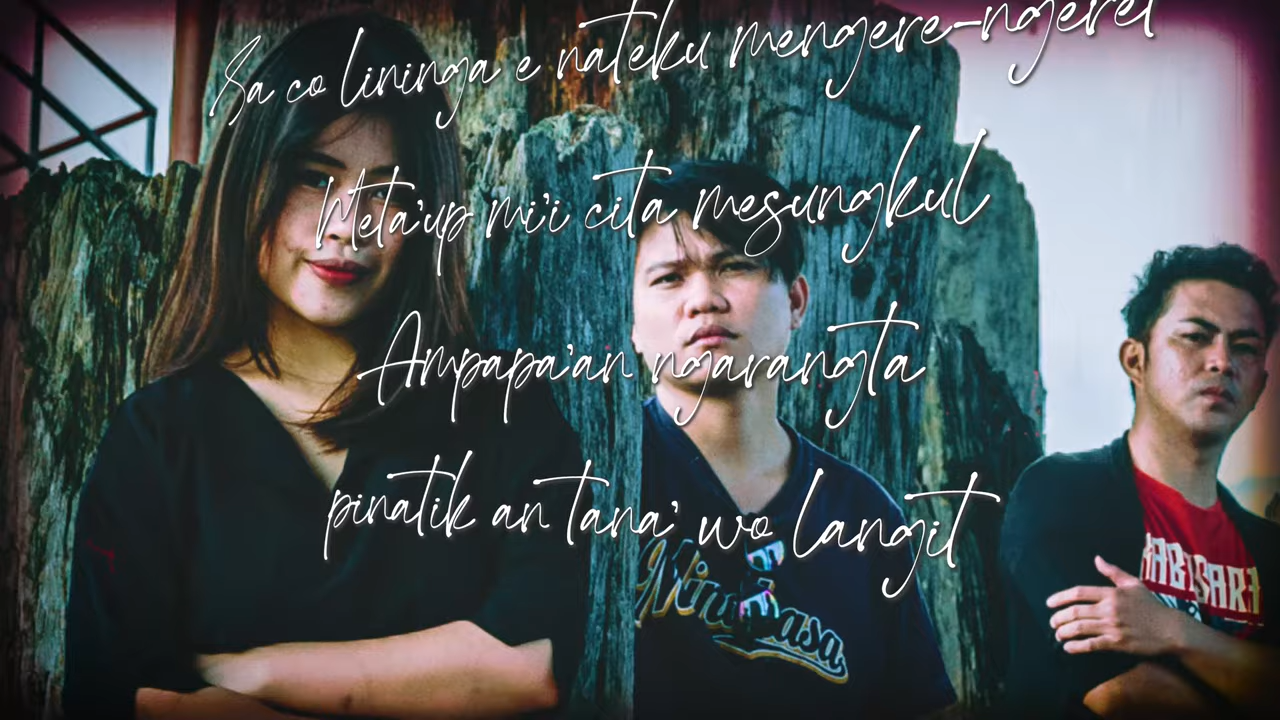 Sa co lininga e nateku mengere-ngerel
Meta'up mi'i cita mesungkul
Ampapa'an ngarangta
pinatik an tana' wo langit
Minahasa